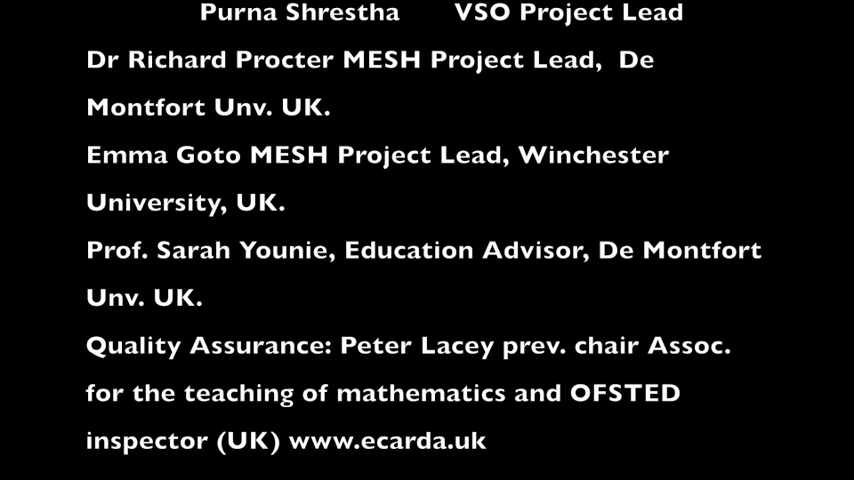 Purna Shrestha VSO Project Lead
Dr Richard Procter MESH Project Lead, De
Montfort Unv. UK.
Emma Goto MESH Project Lead, Winchester
University, UK.
Prof. Sarah Younie, Education Advisor, De Montfort
Unv. UK.
Quality Assurance: Peter Lacey prev. chair Assoc.
for the teaching of mathematics and OFSTED
inspector (UK) www.ecarda.uk